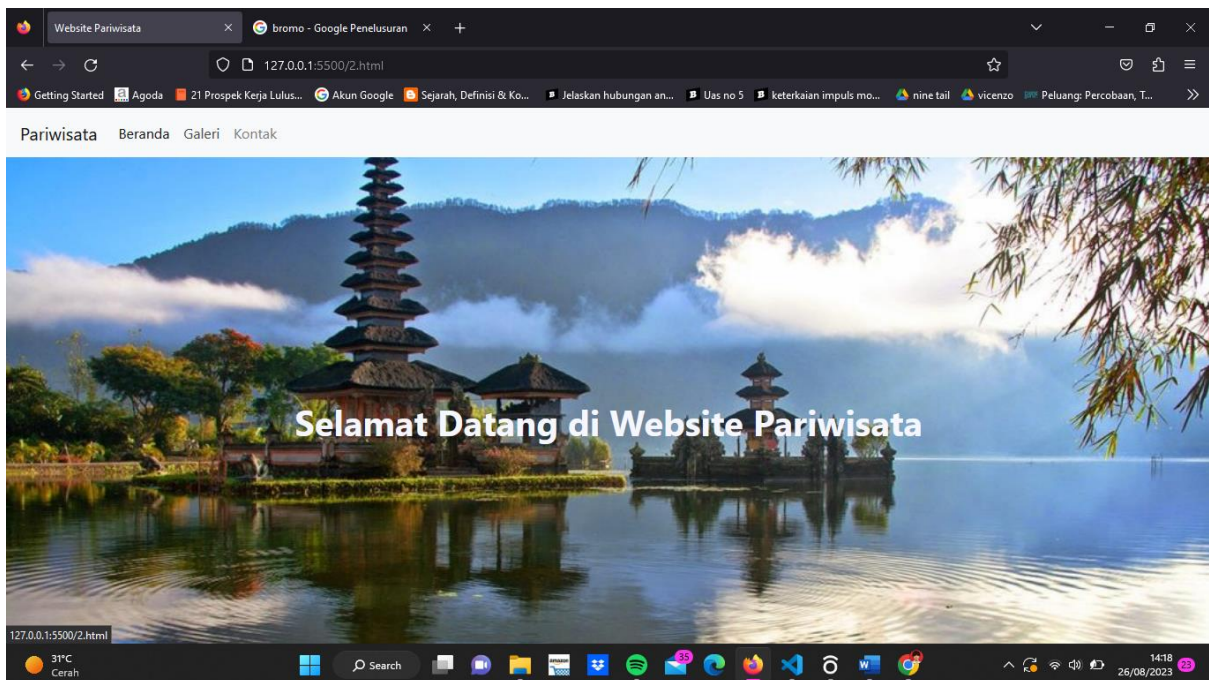 Website Pariwisata
bromo - Google Penelusuran
127.0.0.1:5500/2.html
Getting Started Agoda 21 Prospek Kerja Lulus... Akun Google Sejarah, Definisi & Ko... Jelaskan hubungan an... Uas no 5 keterkaian impuls mo... nine tail vicenzo Peluang: Percobaan, T...
Pariwisata Beranda Galeri Kontak
Selamat Datang di Website Pariwisata
127.0.0.1:5500/2.html
31°C
Cerah
Search
35
14:18
26/08/2023
23